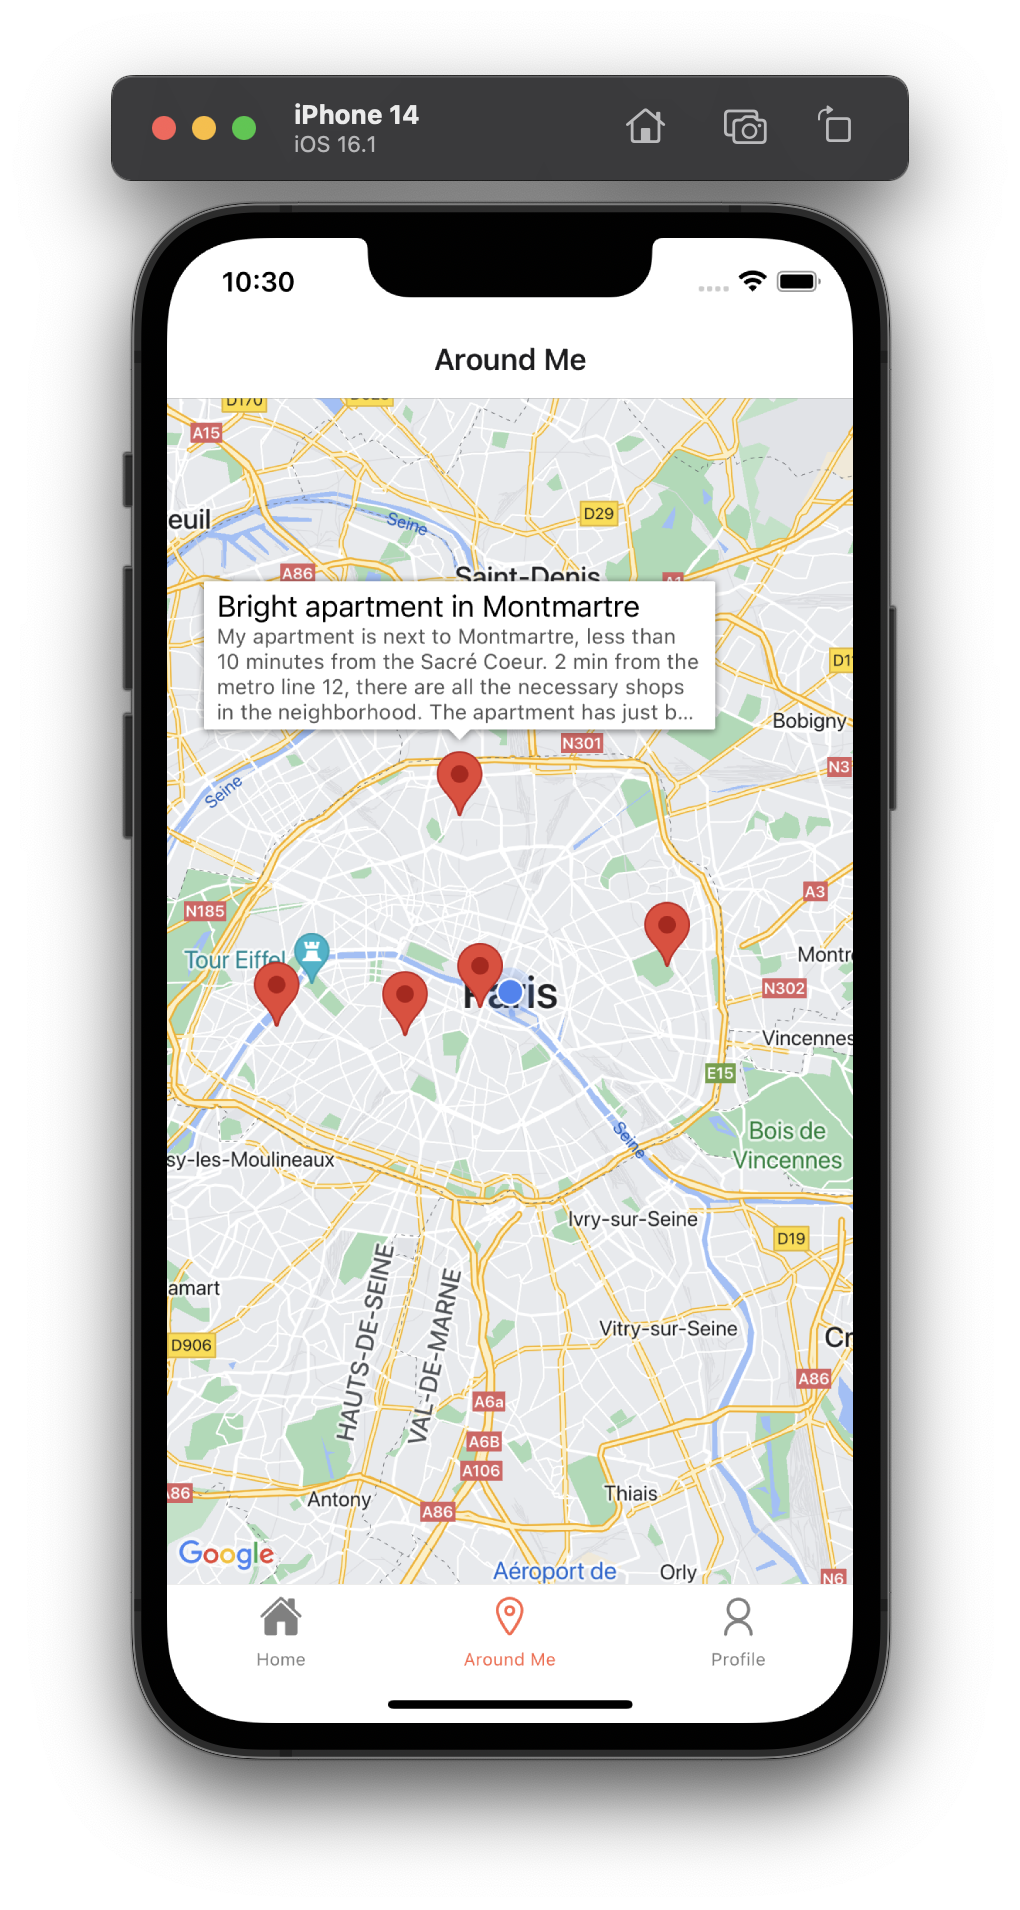 iPhone 14
iOS 16.1
10:30
Around Me
D170
A15
D29
euil
Seine
A86
Saint-Denis
A1
Bright apartment in Montmartre
My apartment is next to Montmartre, less than
10 minutes from the Sacré Coeur. 2 min from the
metro line 12, there are all the necessary shops
in the neighborhood. The apartment has just b...
D11
Bobigny
N301
N3
Seine
A3
N185
Tour Eiffel
Montre
Paris
N302
Vincennes
E15
Bois de
Vincennes
Seine
sy-les-Moulineaux
Ivry-sur-Seine
D19
HAUTS-DE-SEINE
VAL-DE-MARNE
amart
Vitry-sur-Seine
Cr
D906
A86
A6a
A6B
A106
A86
Antony
A86
Thiais
Google
Aéroport de
Orly
N6
Home
Around Me
Profile